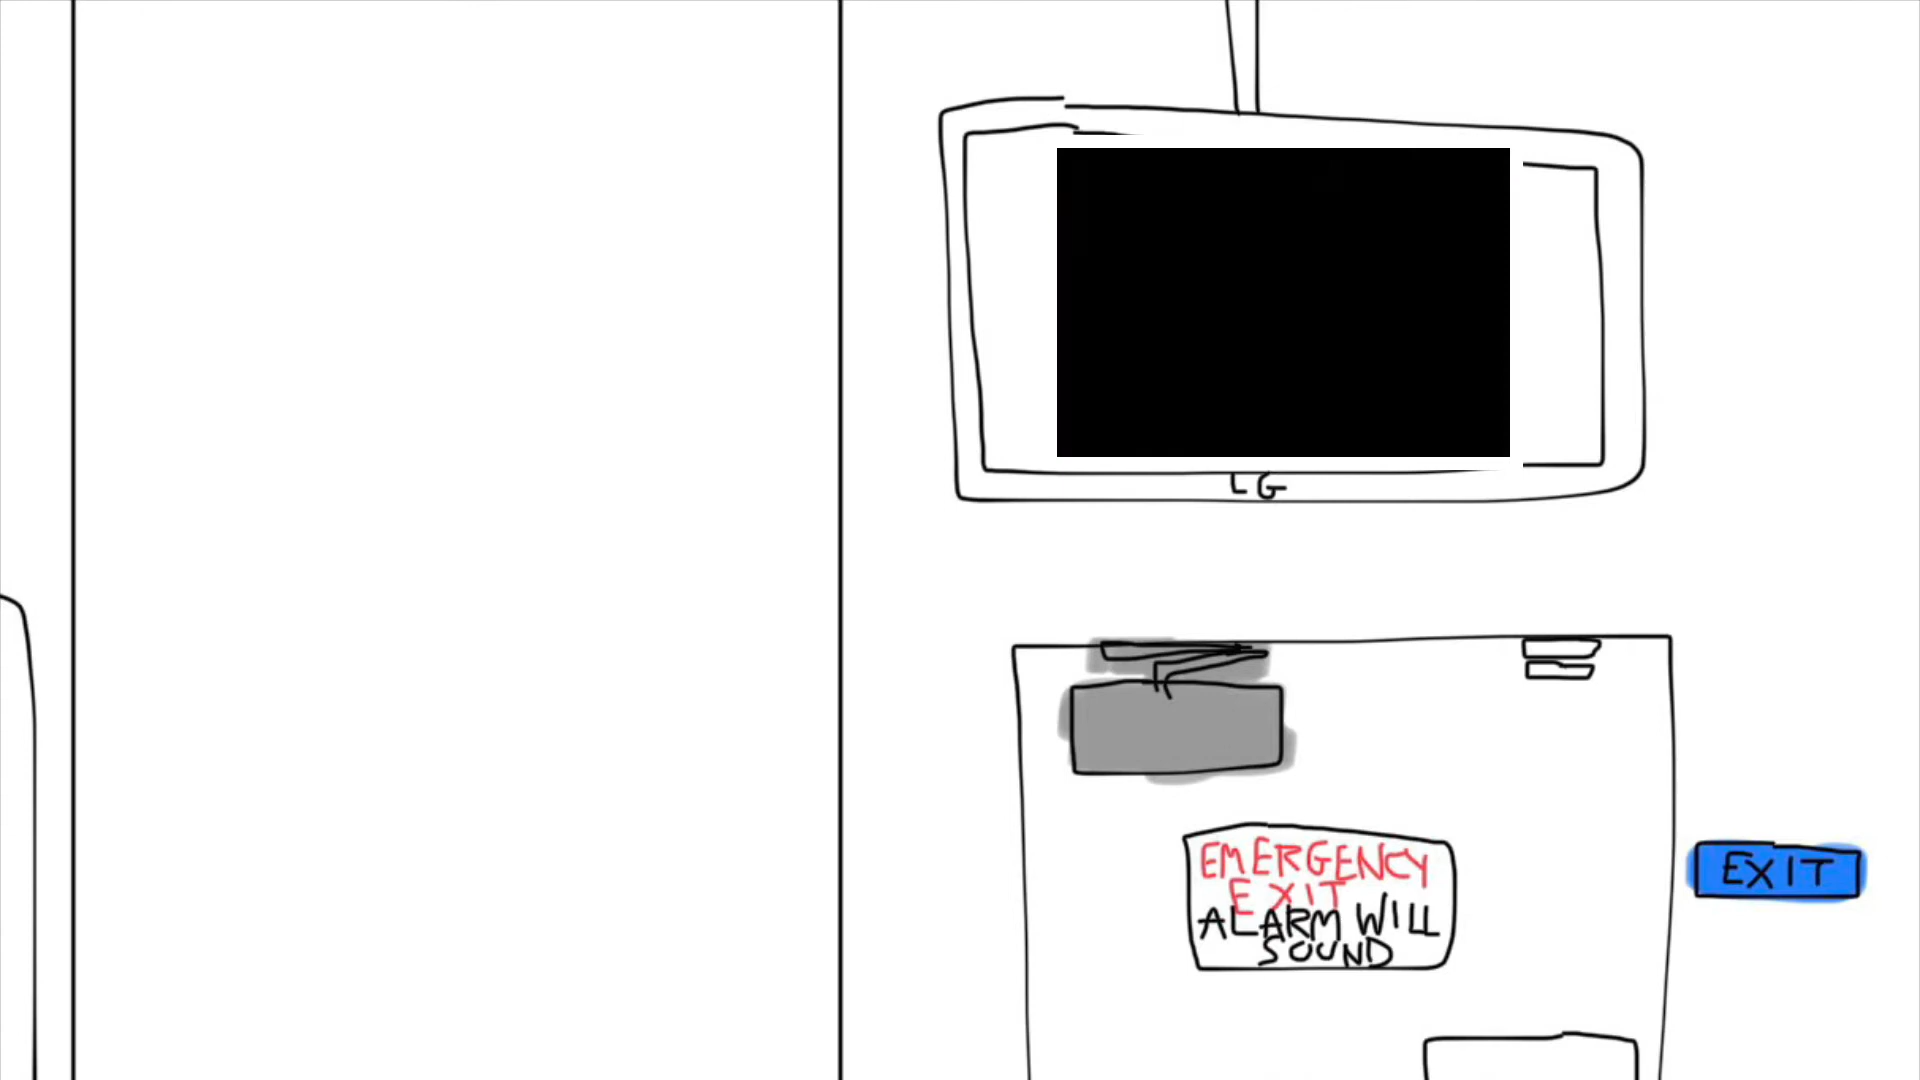 LG
EMERGENCY
EXIT
ALARM WILL
SOUND
EXIT